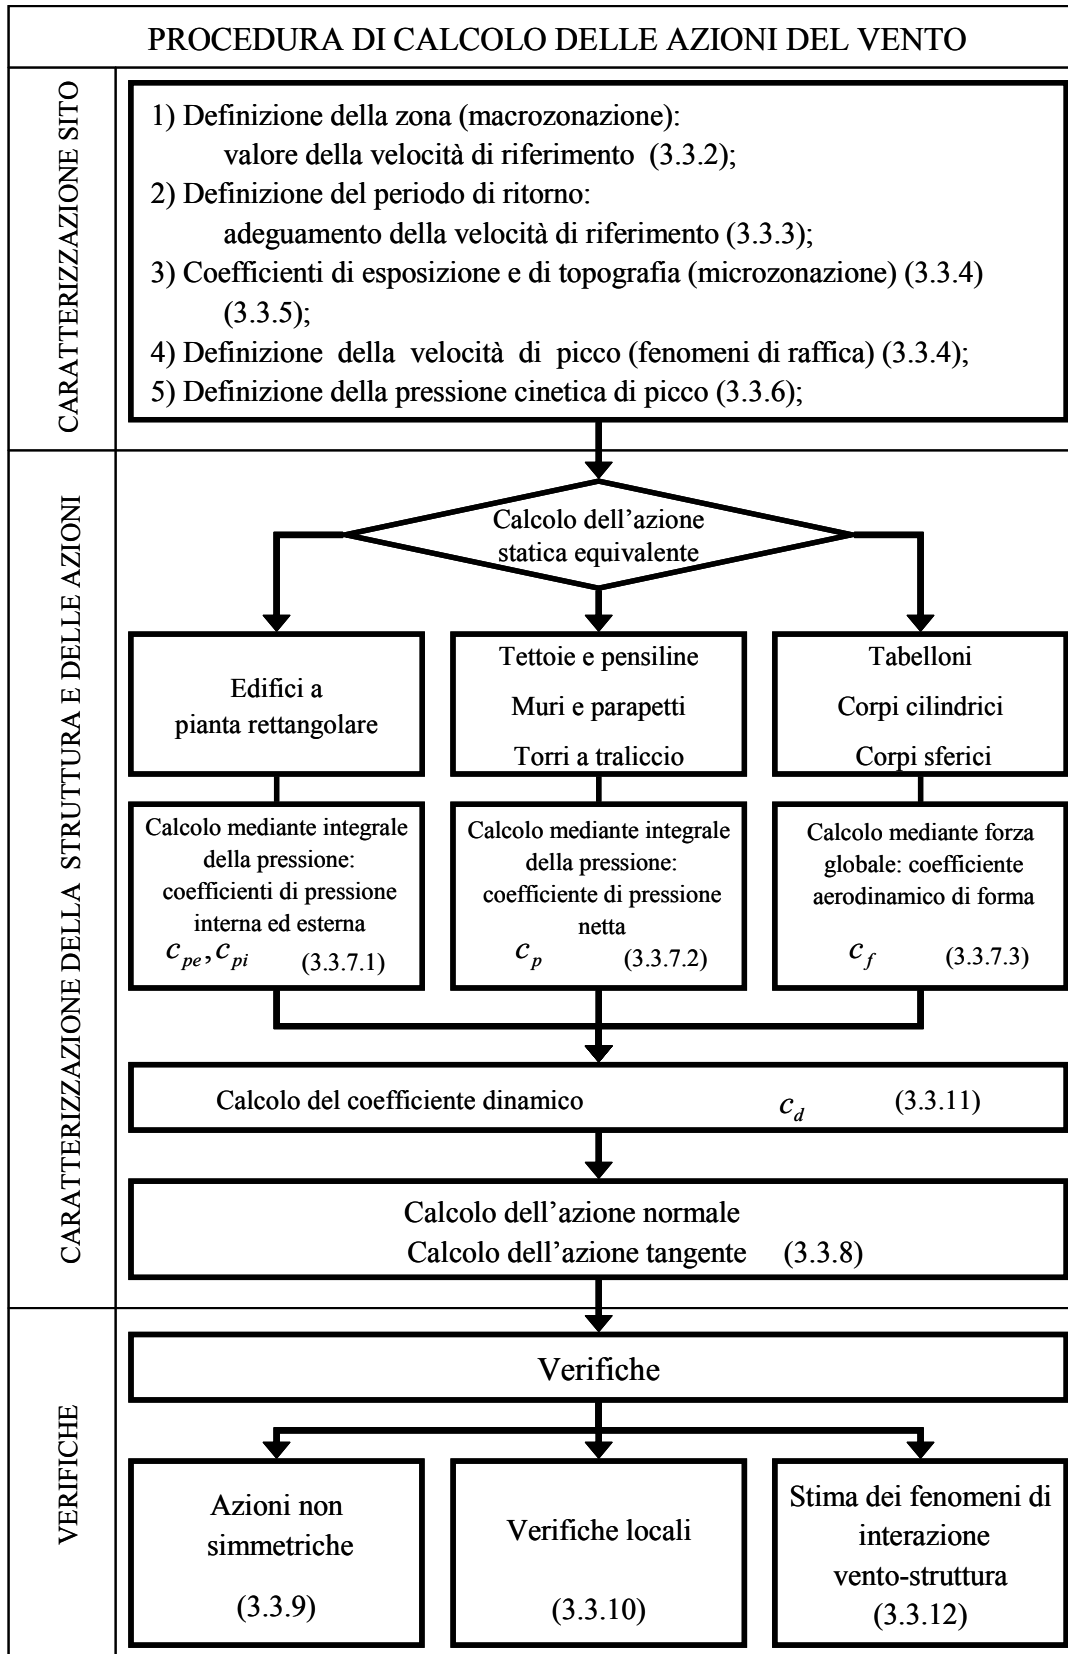 PROCEDURA DI CALCOLO DELLE AZIONI DEL VENTO
CARATTERIZZAZIONE SITO
1) Definizione della zona (macrozonazione):
valore della velocità di riferimento (3.3.2);
2) Definizione del periodo di ritorno:
adeguamento della velocità di riferimento (3.3.3);
3) Coefficienti di esposizione e di topografia (microzonazione) (3.3.4)
(3.3.5);
4) Definizione della velocità di picco (fenomeni di raffica) (3.3.4);
5) Definizione della pressione cinetica di picco (3.3.6);
CARATTERIZZAZIONE DELLA STRUTTURA E DELLE AZIONI
Calcolo dell’azione
statica equivalente
Edifici a
pianta rettangolare
Tettoie e pensiline
Muri e parapetti
Torri a traliccio
Tabelloni
Corpi cilindrici
Corpi sferici
Calcolo mediante integrale
della pressione:
coefficienti di pressione
interna ed esterna
c_pe, c_pi (3.3.7.1)
Calcolo mediante integrale
della pressione:
coefficiente di pressione
netta
c_p (3.3.7.2)
Calcolo mediante forza
globale: coefficiente
aerodinamico di forma
c_f (3.3.7.3)
Calcolo del coefficiente dinamico c_d (3.3.11)
Calcolo dell’azione normale
Calcolo dell’azione tangente (3.3.8)
VERIFICHE
Verifiche
Azioni non
simmetriche
(3.3.9)
Verifiche locali
(3.3.10)
Stima dei fenomeni di
interazione
vento-struttura
(3.3.12)